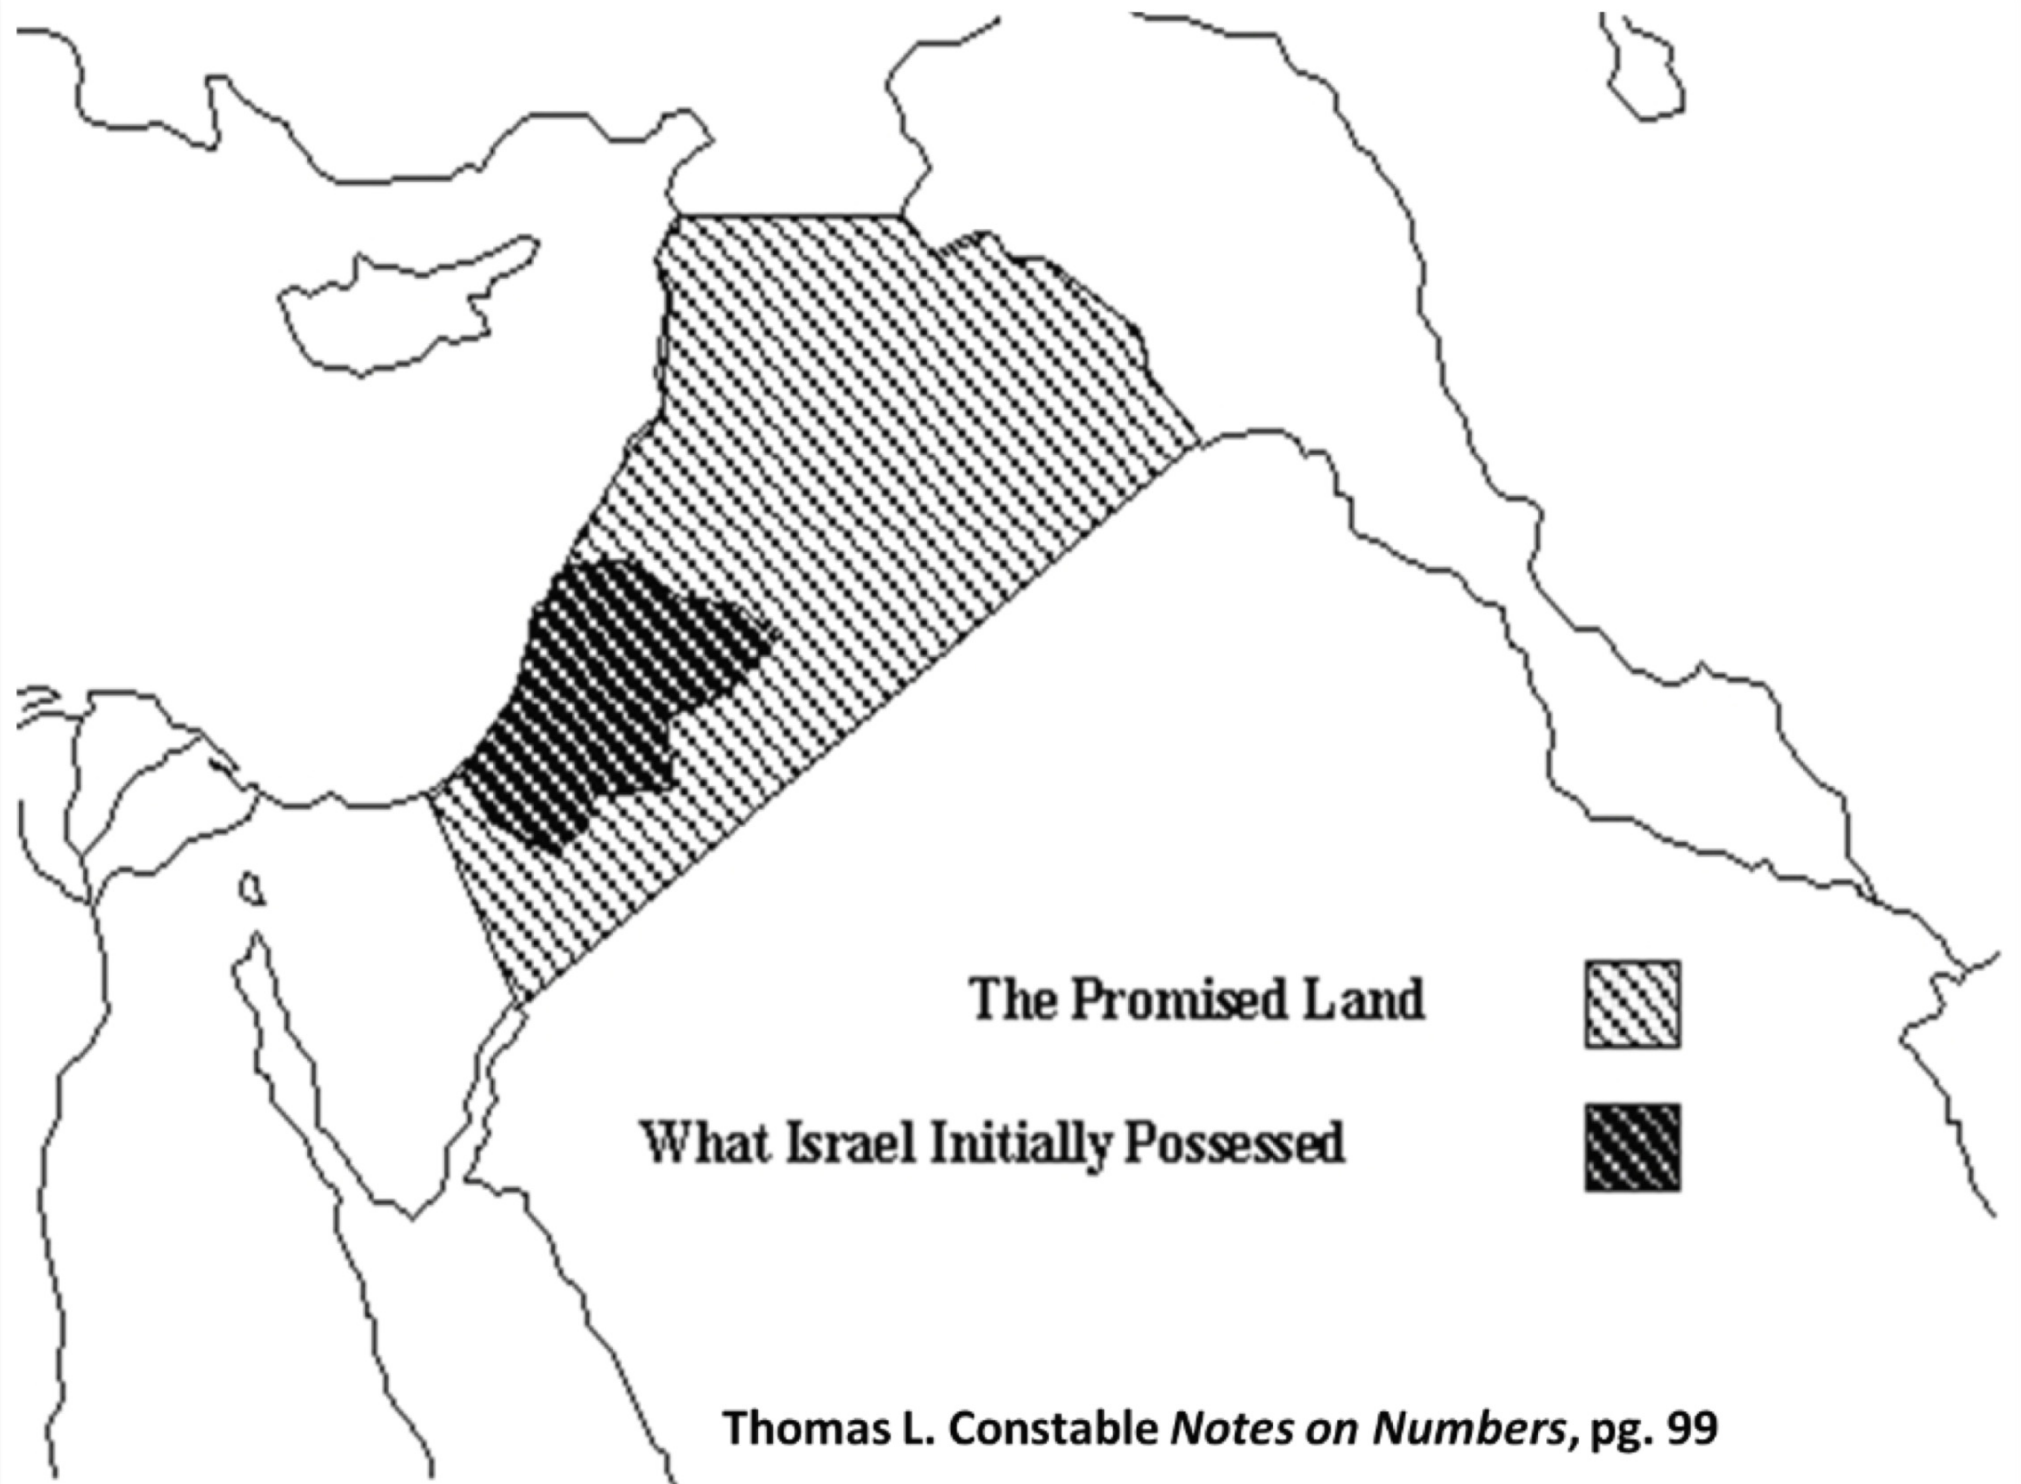 The Promised Land
What Israel Initially Possessed
Thomas L. Constable Notes on Numbers, pg. 99